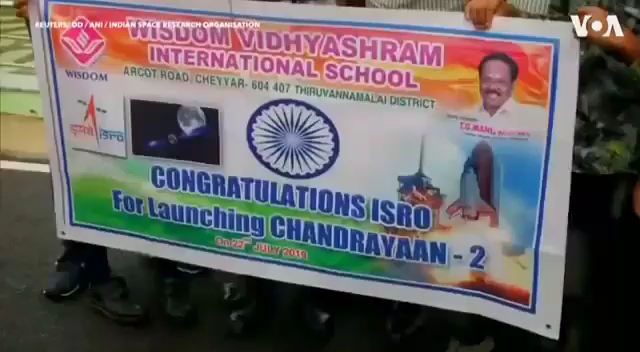 REUTERS/ DD / ANI / INDIAN SPACE RESEARCH ORGANISATION
VOA
WISDOM VIDHYASHRAM
INTERNATIONAL SCHOOL
WISDOM
ARCOT ROAD, CHEYYAR- 604 407 THIRUVANNAMALAI DISTRICT
T.G.MANI,
इसरो isro
CONGRATULATIONS ISRO
For Launching CHANDRAYAAN - 2
On 22nd JULY 2019